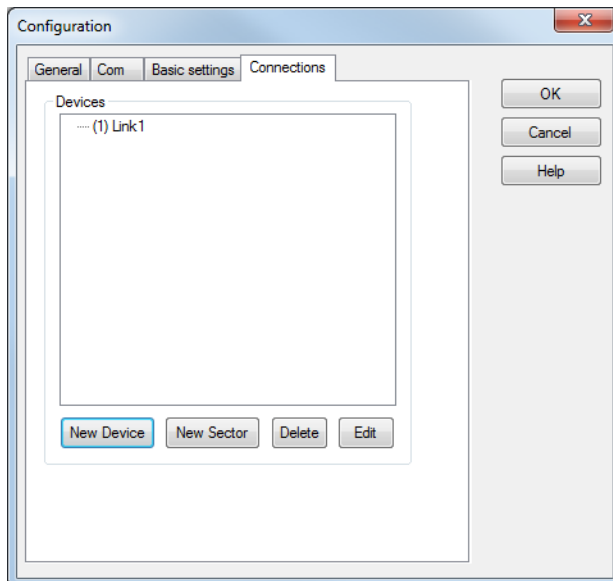 Configuration
General Com Basic settings Connections
Devices
(1) Link1
New Device New Sector Delete Edit
OK
Cancel
Help